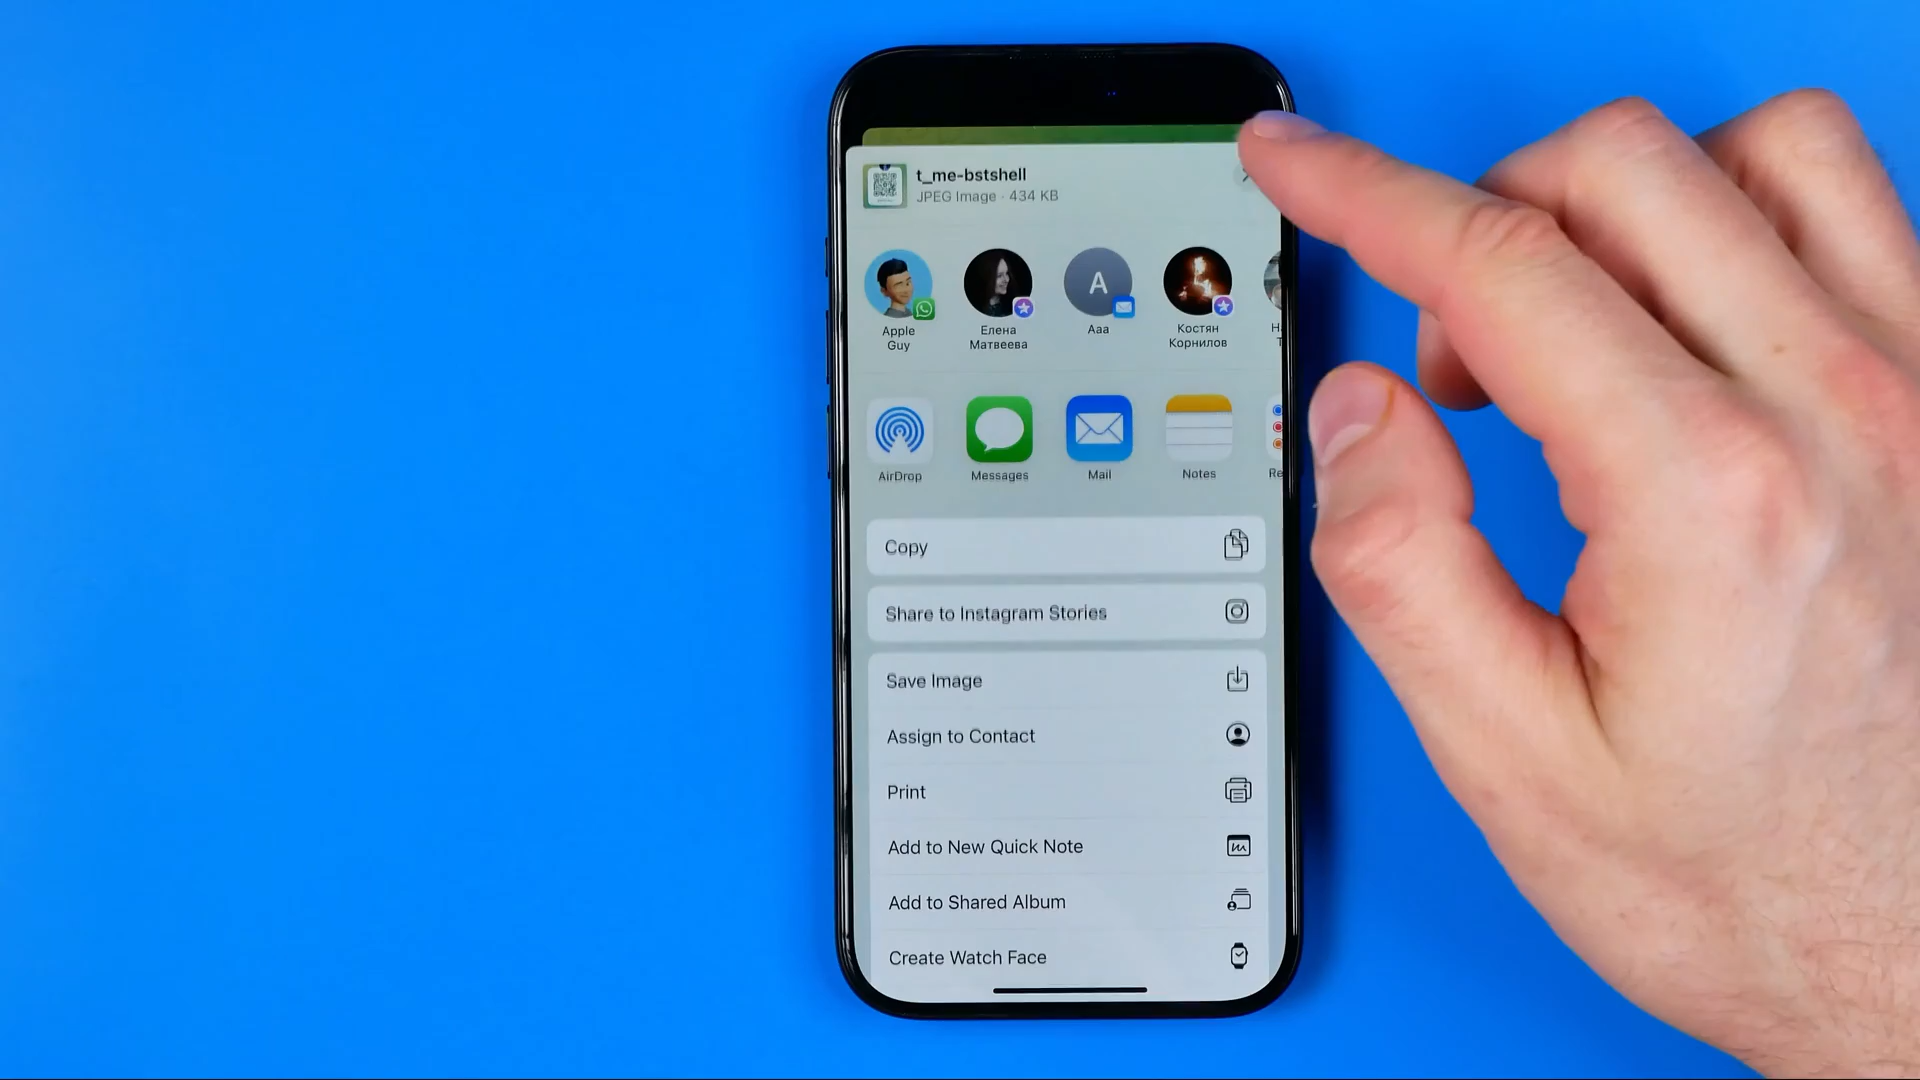 t_me-bstshell
JPEG Image · 434 KB
Apple
Guy
Елена
Матвеева
A
Aaa
Костян
Корнилов
AirDrop
Messages
Mail
Notes
Copy
Share to Instagram Stories
Save Image
Assign to Contact
Print
Add to New Quick Note
Add to Shared Album
Create Watch Face